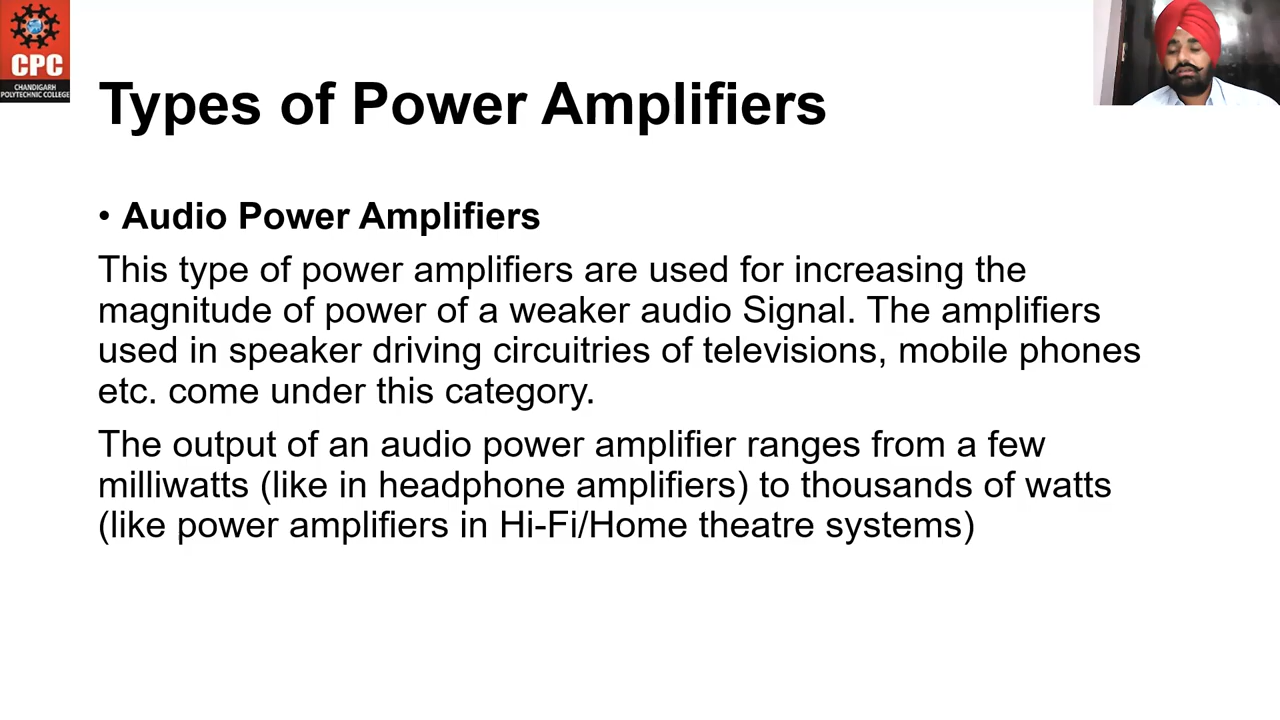 CPC
CHANDIGARH
POLYTECHNIC COLLEGE
Types of Power Amplifiers
• Audio Power Amplifiers
This type of power amplifiers are used for increasing the
magnitude of power of a weaker audio Signal. The amplifiers
used in speaker driving circuitries of televisions, mobile phones
etc. come under this category.
The output of an audio power amplifier ranges from a few
milliwatts (like in headphone amplifiers) to thousands of watts
(like power amplifiers in Hi-Fi/Home theatre systems)